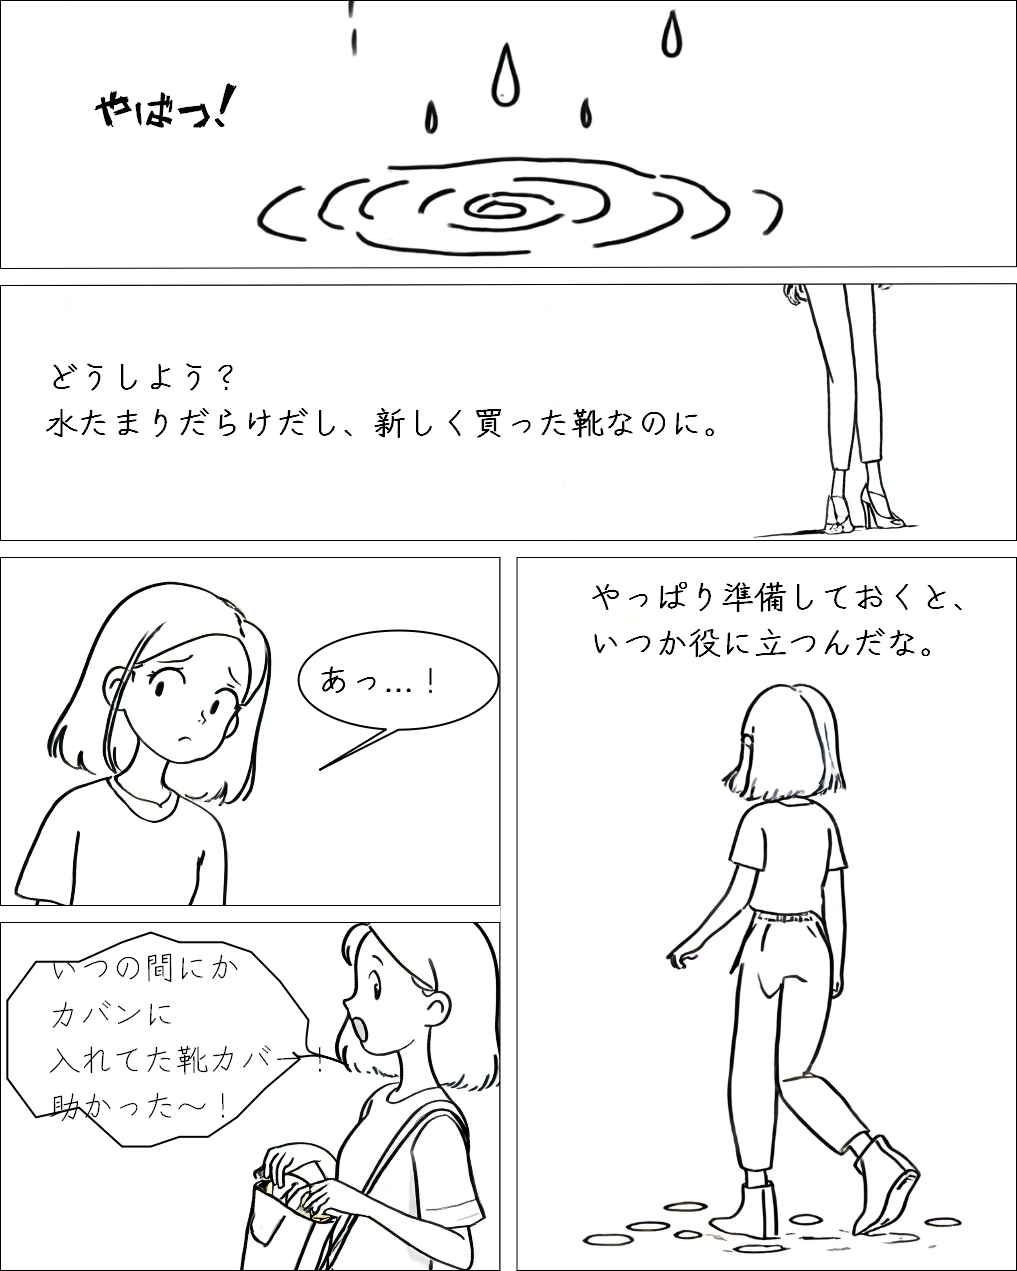 やばっ！
どうしよう？
水たまりだらけだし、新しく買った靴なのに。
あっ…！
やっぱり準備しておくと、
いつか役に立つんだな。
いつの間にか
カバンに
入れてた靴カバー！
助かった～！